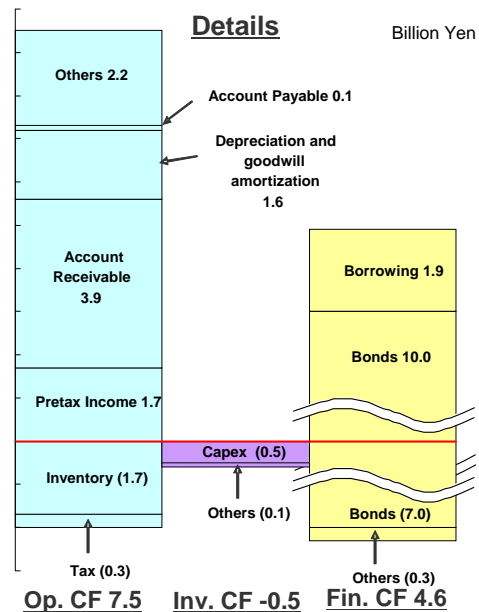 Details
Billion Yen
Others 2.2
Account Payable 0.1
Depreciation and
goodwill
amortization
1.6
Account
Receivable
3.9
Borrowing 1.9
Bonds 10.0
Pretax Income 1.7
Capex (0.5)
Inventory (1.7)
Others (0.1)
Bonds (7.0)
Tax (0.3)
Others (0.3)
Op. CF 7.5
Inv. CF -0.5
Fin. CF 4.6